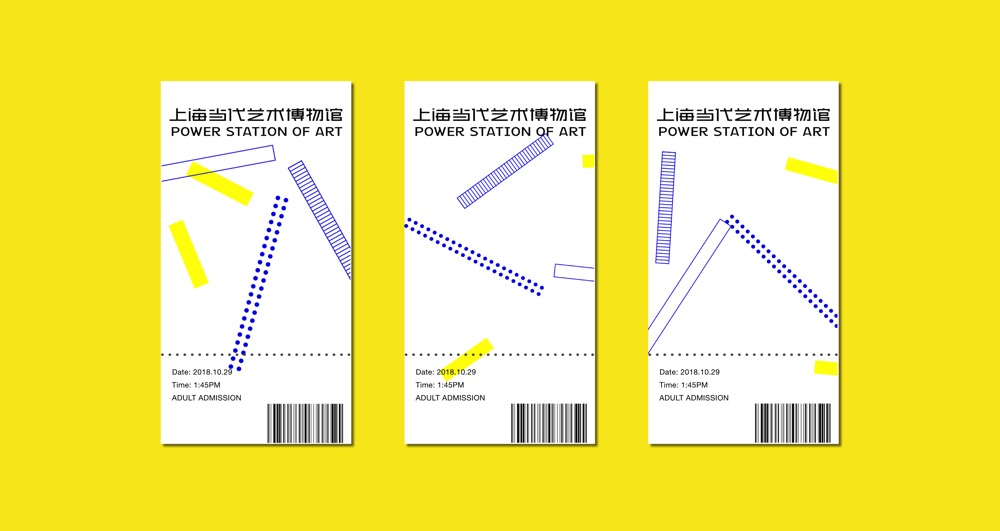 上海当代艺术博物馆
POWER STATION OF ART
Date: 2018.10.29
Time: 1:45PM
ADULT ADMISSION
上海当代艺术博物馆
POWER STATION OF ART
Date: 2018.10.29
Time: 1:45PM
ADULT ADMISSION
上海当代艺术博物馆
POWER STATION OF ART
Date: 2018.10.29
Time: 1:45PM
ADULT ADMISSION